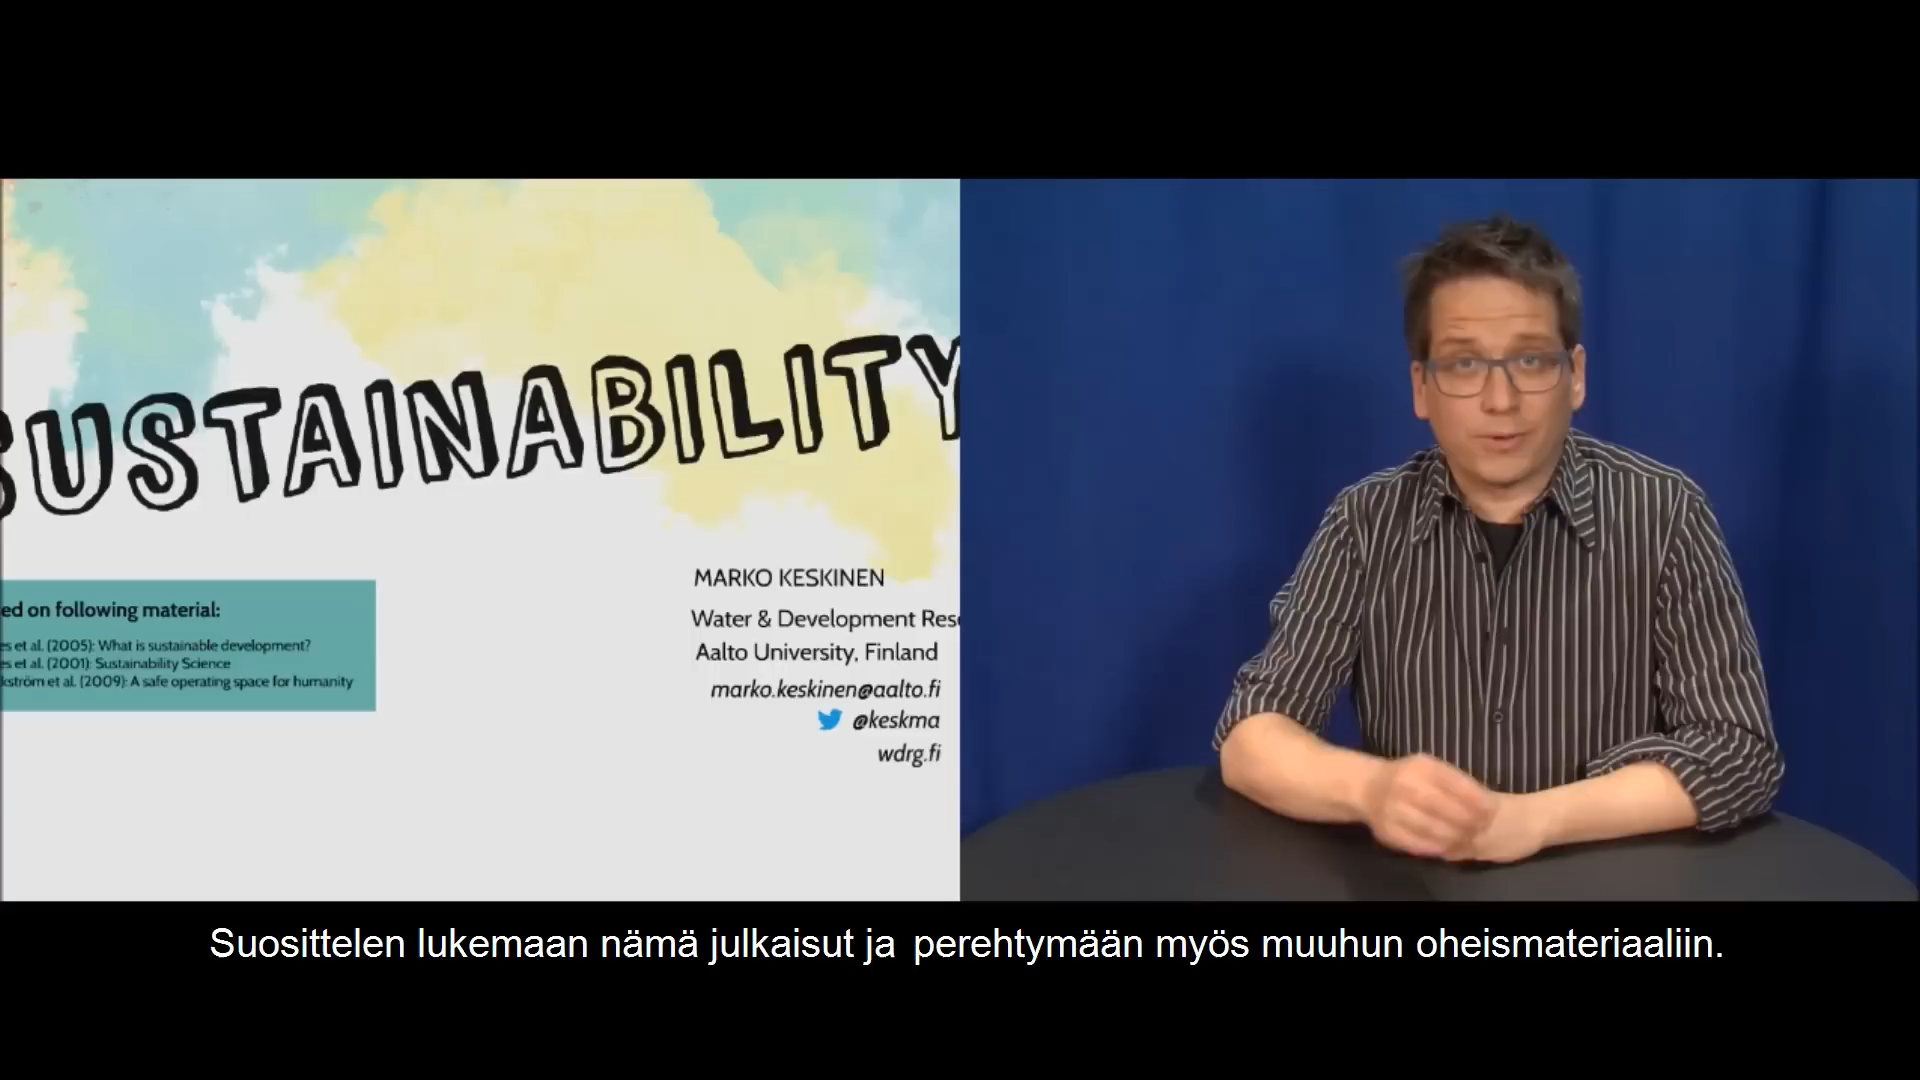 SUSTAINABILITY
MARKO KESKINEN
Water & Development Res
Aalto University, Finland
marko.keskinen@aalto.fi
@keskma
wdrg.fi
ed on following material:
es et al. (2005): What is sustainable development?
es et al. (2001): Sustainability Science
kström et al. (2009): A safe operating space for humanity
Suosittelen lukemaan nämä julkaisut ja perehtymään myös muuhun oheismateriaaliin.